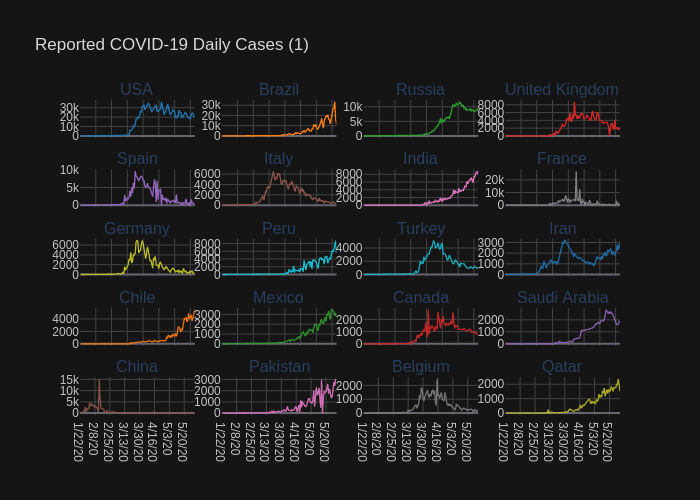 Reported COVID-19 Daily Cases (1)
USA Brazil Russia United Kingdom
30k 20k 10k 0
30k 20k 10k 0
10k 5k 0
8000 6000 4000 2000 0
Spain Italy India France
10k 5k 0
6000 4000 2000 0
8000 6000 4000 2000 0
20k 10k 0
Germany Peru Turkey Iran
6000 4000 2000 0
8000 6000 4000 2000 0
4000 2000 0
3000 2000 1000 0
Chile Mexico Canada Saudi Arabia
4000 2000 0
3000 2000 1000 0
2000 1000 0
2000 1000 0
China Pakistan Belgium Qatar
15k 10k 5k 0
3000 2000 1000 0
2000 1000 0
2000 1000 0
1/22/20 2/8/20 2/25/20 3/13/20 3/30/20 4/16/20 5/3/20 5/20/20
1/22/20 2/8/20 2/25/20 3/13/20 3/30/20 4/16/20 5/3/20 5/20/20
1/22/20 2/8/20 2/25/20 3/13/20 3/30/20 4/16/20 5/3/20 5/20/20
1/22/20 2/8/20 2/25/20 3/13/20 3/30/20 4/16/20 5/3/20 5/20/20